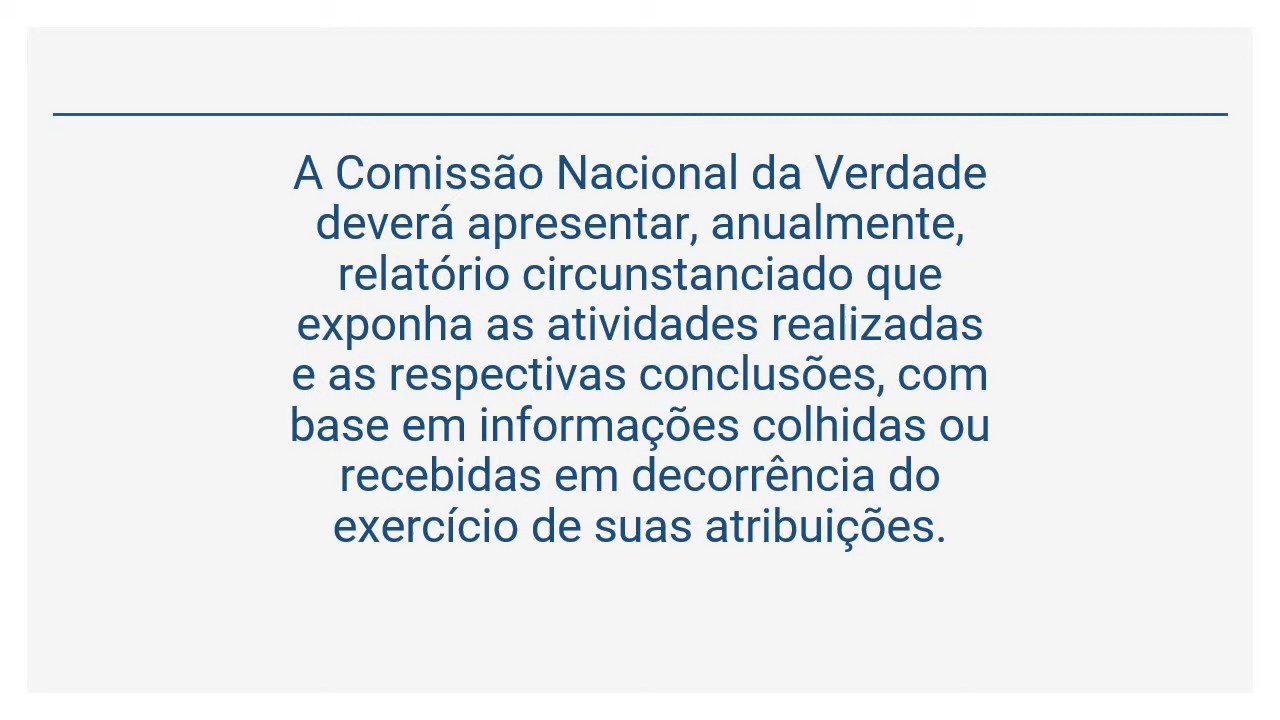 A Comissão Nacional da Verdade
deverá apresentar, anualmente,
relatório circunstanciado que
exponha as atividades realizadas
e as respectivas conclusões, com
base em informações colhidas ou
recebidas em decorrência do
exercício de suas atribuições.